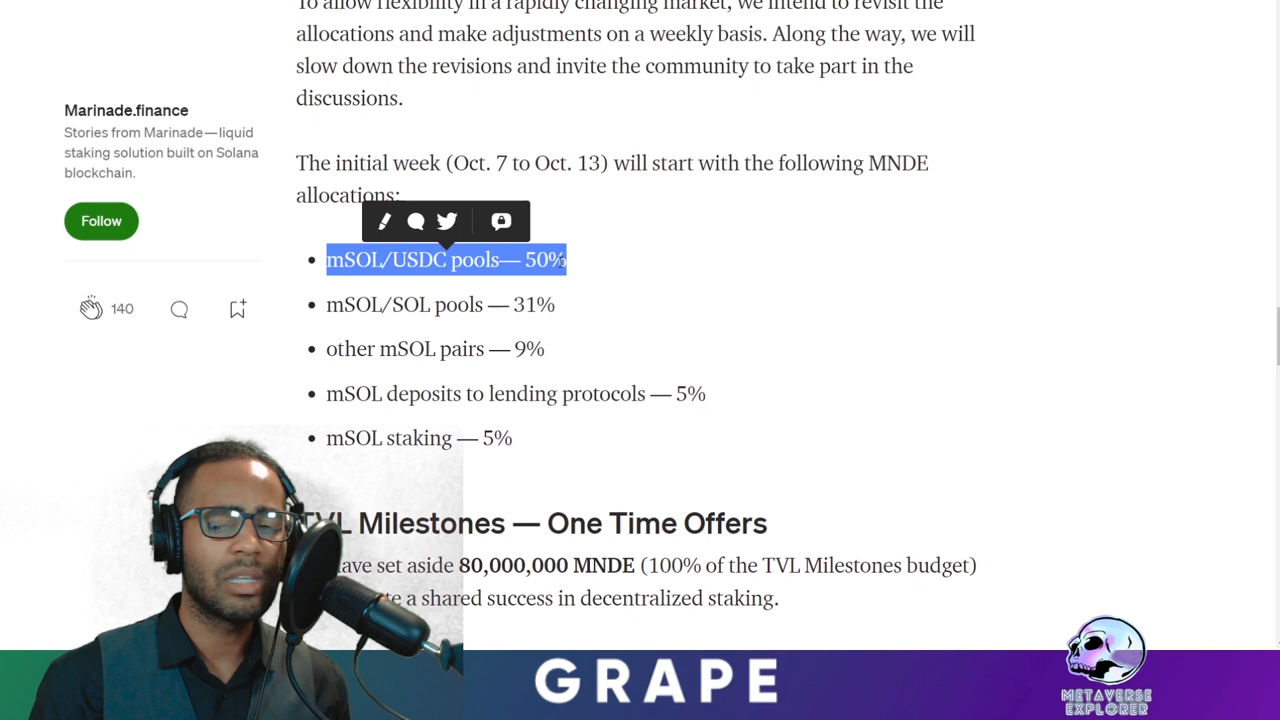 To allow flexibility in a rapidly changing market, we intend to revisit the
allocations and make adjustments on a weekly basis. Along the way, we will
slow down the revisions and invite the community to take part in the
discussions.
Marinade.finance
Stories from Marinade — liquid
staking solution built on Solana
blockchain.
Follow
140
The initial week (Oct. 7 to Oct. 13) will start with the following MNDE
allocations:
• mSOL/USDC pools— 50%
• mSOL/SOL pools — 31%
• other mSOL pairs — 9%
• mSOL deposits to lending protocols — 5%
• mSOL staking — 5%
TVL Milestones — One Time Offers
have set aside 80,000,000 MNDE (100% of the TVL Milestones budget)
a shared success in decentralized staking.
GRAPE
METAVERSE
EXPLORER